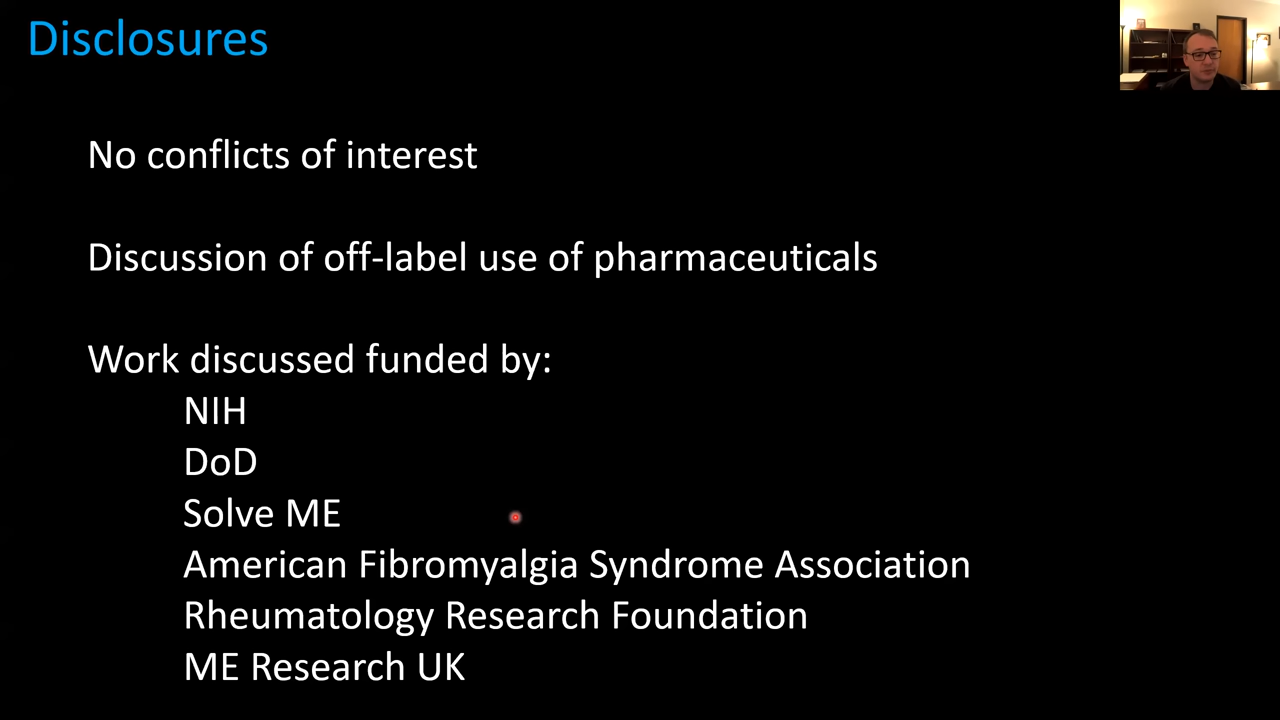 Disclosures
No conflicts of interest
Discussion of off-label use of pharmaceuticals
Work discussed funded by:
NIH
DoD
Solve ME
American Fibromyalgia Syndrome Association
Rheumatology Research Foundation
ME Research UK